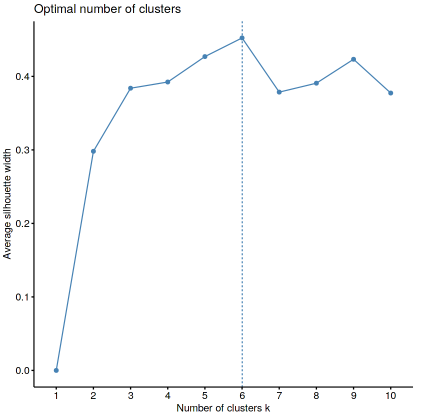 Optimal number of clusters
Average silhouette width
0.4
0.3
0.2
0.1
0.0
1 2 3 4 5 6 7 8 9 10
Number of clusters k